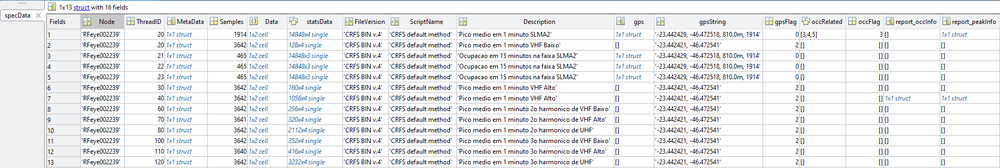 1x13 struct with 16 fields
specData
Fields Node ThreadID MetaData Samples Data statsData FileVersion ScriptName Description gps gpsString gpsFlag occRelated occFlag report_occInfo report_peakInfo
1 'RFeye002239' 20 1x1 struct 1914 1x2 cell 14848x4 single 'CRFS BIN v.4' 'CRFS default method' 'Pico medio em 1 minuto SLMA2' 1x1 struct '-23.442429, -46.472518, 810.0m, 1914' 0 [3,4,5] 3 [] 1x1 struct
2 'RFeye002239' 20 1x1 struct 3642 1x2 cell 128x4 single 'CRFS BIN v.4' 'CRFS default method' 'Pico medio em 1 minuto VHF Baixo' [] '-23.442421, -46.472541' 2 [] [] [] []
3 'RFeye002239' 21 1x1 struct 465 1x2 cell 14848x3 single 'CRFS BIN v.4' 'CRFS default method' 'Ocupacao em 15 minutos na faixa SLMA2' 1x1 struct '-23.442429, -46.472518, 810.0m, 1914' 0 [] [] [] []
4 'RFeye002239' 22 1x1 struct 465 1x2 cell 14848x3 single 'CRFS BIN v.4' 'CRFS default method' 'Ocupacao em 15 minutos na faixa SLMA2' 1x1 struct '-23.442429, -46.472518, 810.0m, 1914' 0 [] [] [] []
5 'RFeye002239' 23 1x1 struct 465 1x2 cell 14848x3 single 'CRFS BIN v.4' 'CRFS default method' 'Ocupacao em 15 minutos na faixa SLMA2' 1x1 struct '-23.442429, -46.472518, 810.0m, 1914' 0 [] [] [] []
6 'RFeye002239' 30 1x1 struct 3642 1x2 cell 160x4 single 'CRFS BIN v.4' 'CRFS default method' 'Pico medio em 1 minuto VHF Alto' [] '-23.442421, -46.472541' 2 [] [] [] []
7 'RFeye002239' 40 1x1 struct 3642 1x2 cell 1056x4 single 'CRFS BIN v.4' 'CRFS default method' 'Pico medio em 1 minuto VHF Alto' [] '-23.442421, -46.472541' 2 [] [] 1x1 struct 1x1 struct
8 'RFeye002239' 60 1x1 struct 3642 1x2 cell 256x4 single 'CRFS BIN v.4' 'CRFS default method' 'Pico medio em 1 minuto 2o harmonico de VHF Baixo' [] '-23.442421, -46.472541' 2 [] [] [] []
9 'RFeye002239' 70 1x1 struct 3641 1x2 cell 320x4 single 'CRFS BIN v.4' 'CRFS default method' 'Pico medio em 1 minuto 2o harmonico de VHF Alto' [] '-23.442421, -46.472541' 2 [] [] [] []
10 'RFeye002239' 80 1x1 struct 3642 1x2 cell 2112x4 single 'CRFS BIN v.4' 'CRFS default method' 'Pico medio em 1 minuto 2o harmonico de UHF' [] '-23.442421, -46.472541' 2 [] [] [] []
11 'RFeye002239' 100 1x1 struct 3642 1x2 cell 352x4 single 'CRFS BIN v.4' 'CRFS default method' 'Pico medio em 1 minuto 3o harmonico de VHF Baixo' [] '-23.442421, -46.472541' 2 [] [] [] []
12 'RFeye002239' 110 1x1 struct 3640 1x2 cell 416x4 single 'CRFS BIN v.4' 'CRFS default method' 'Pico medio em 1 minuto 3o harmonico de VHF Alto' [] '-23.442421, -46.472541' 2 [] [] [] []
13 'RFeye002239' 120 1x1 struct 3642 1x2 cell 3232x4 single 'CRFS BIN v.4' 'CRFS default method' 'Pico medio em 1 minuto 3o harmonico de UHF' [] '-23.442421, -46.472541' 2 [] [] [] []